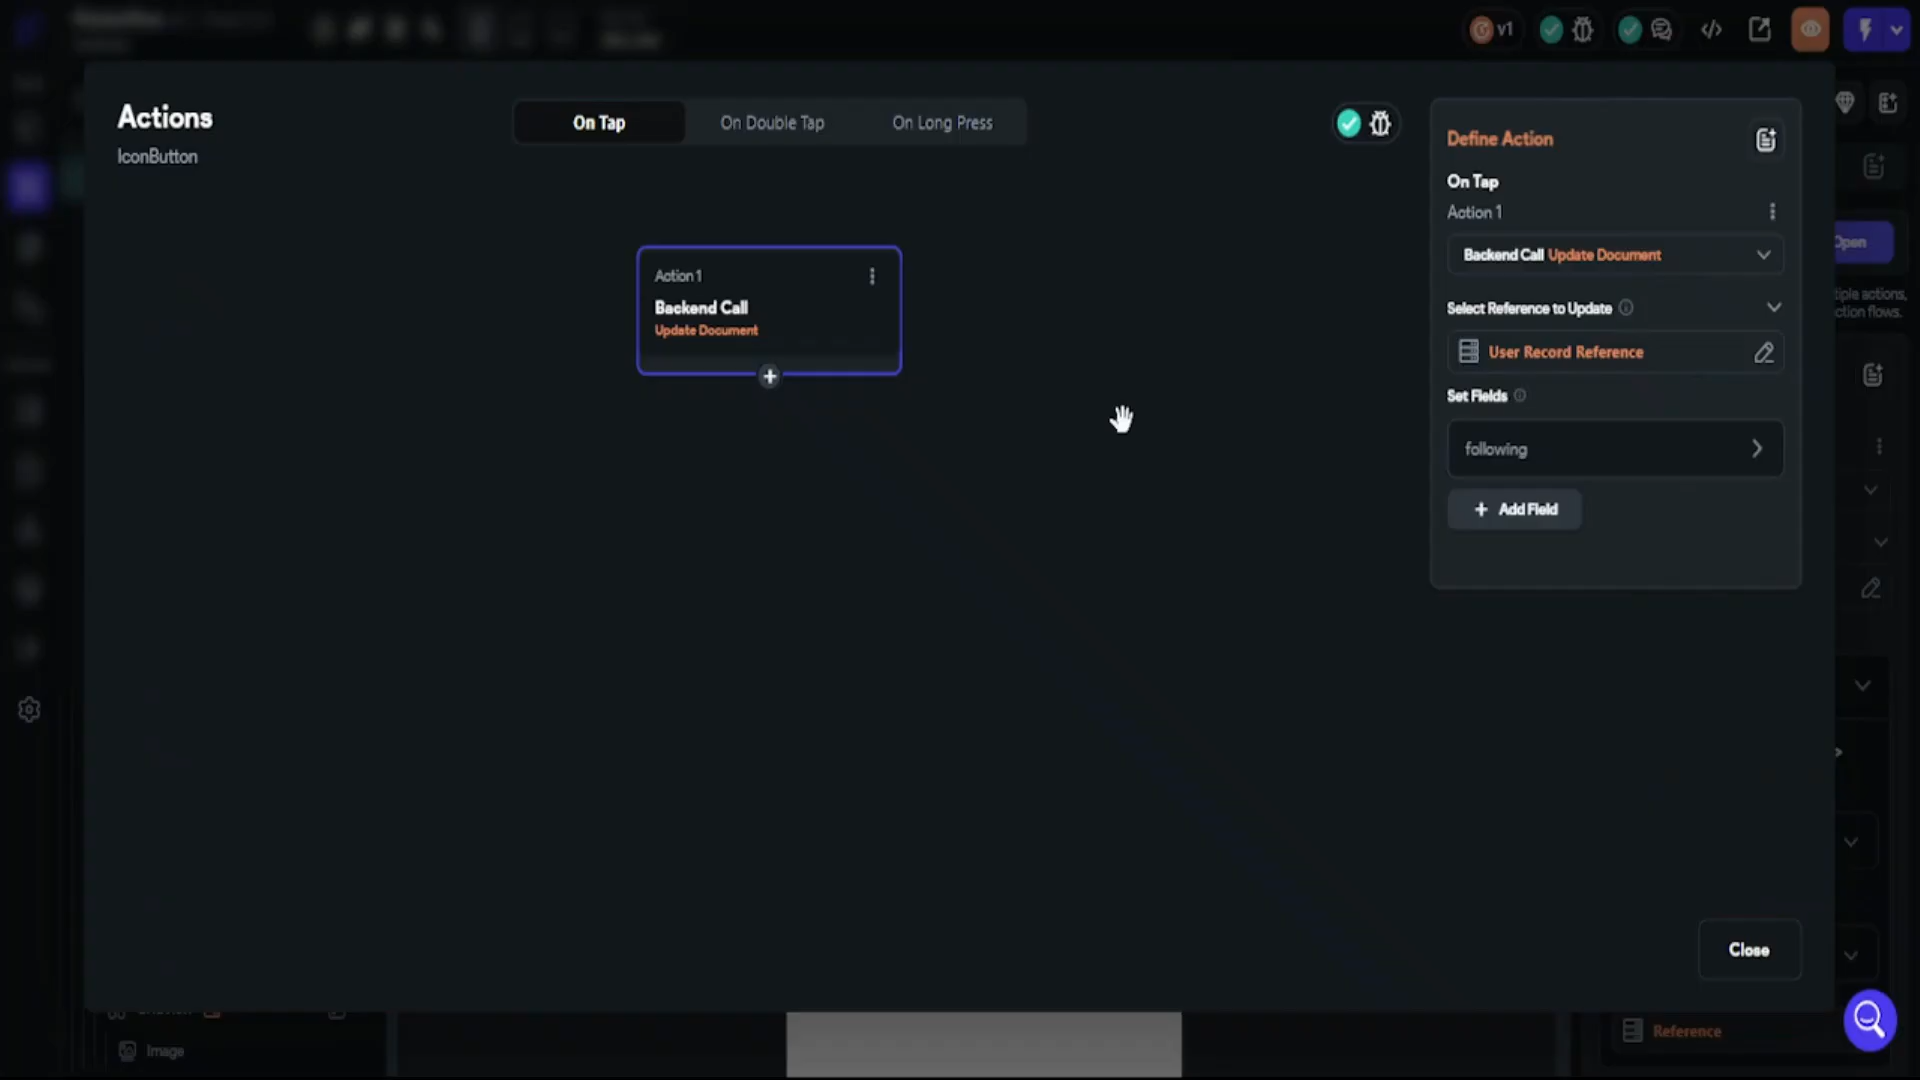 v1
Actions
IconButton
On Tap
On Double Tap
On Long Press
Define Action
On Tap
Action 1
Backend Call Update Document
Select Reference to Update
User Record Reference
Set Fields
following
+ Add Field
Action 1
Backend Call
Update Document
Open
tiple actions,
ction flows.
Close
Image
Reference